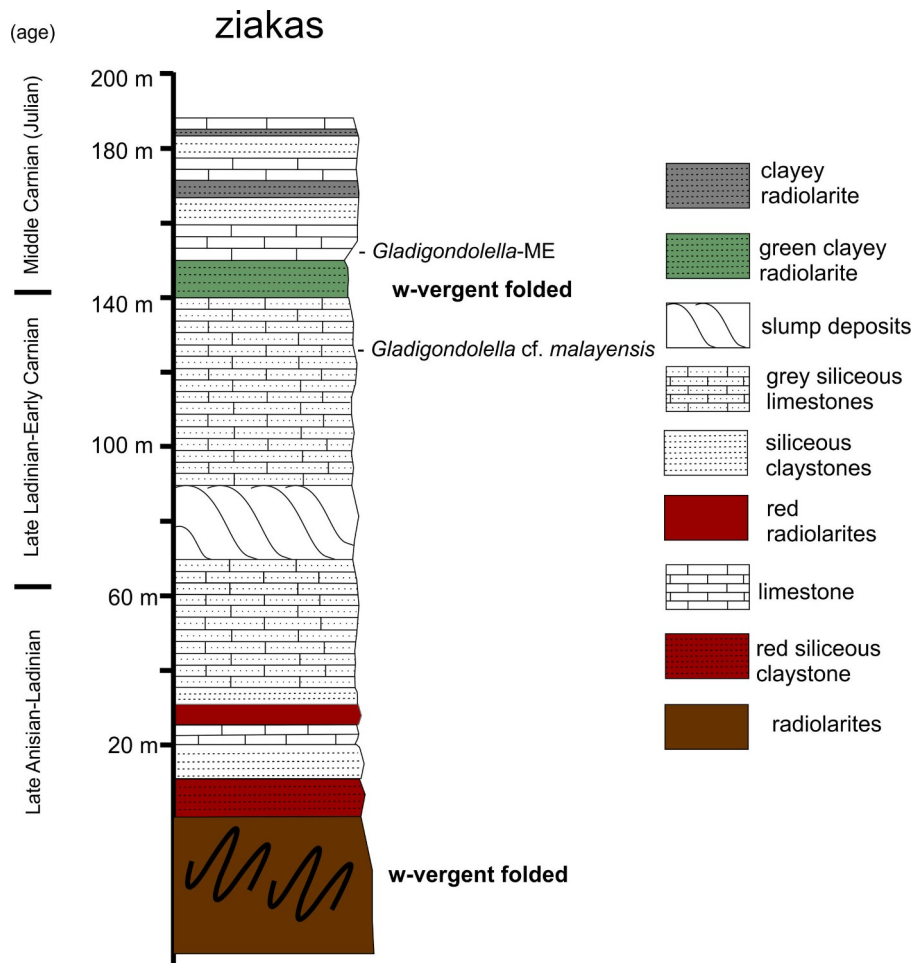 (age)
ziakas
200 m
180 m
140 m
100 m
60 m
20 m
Middle Carnian (Julian)
Late Ladinian-Early Carnian
Late Anisian-Ladinian
- Gladigondolella-ME
w-vergent folded
- Gladigondolella cf. malayensis
w-vergent folded
clayey
radiolarite
green clayey
radiolarite
slump deposits
grey siliceous
limestones
siliceous
claystones
red
radiolarites
limestone
red siliceous
claystone
radiolarites